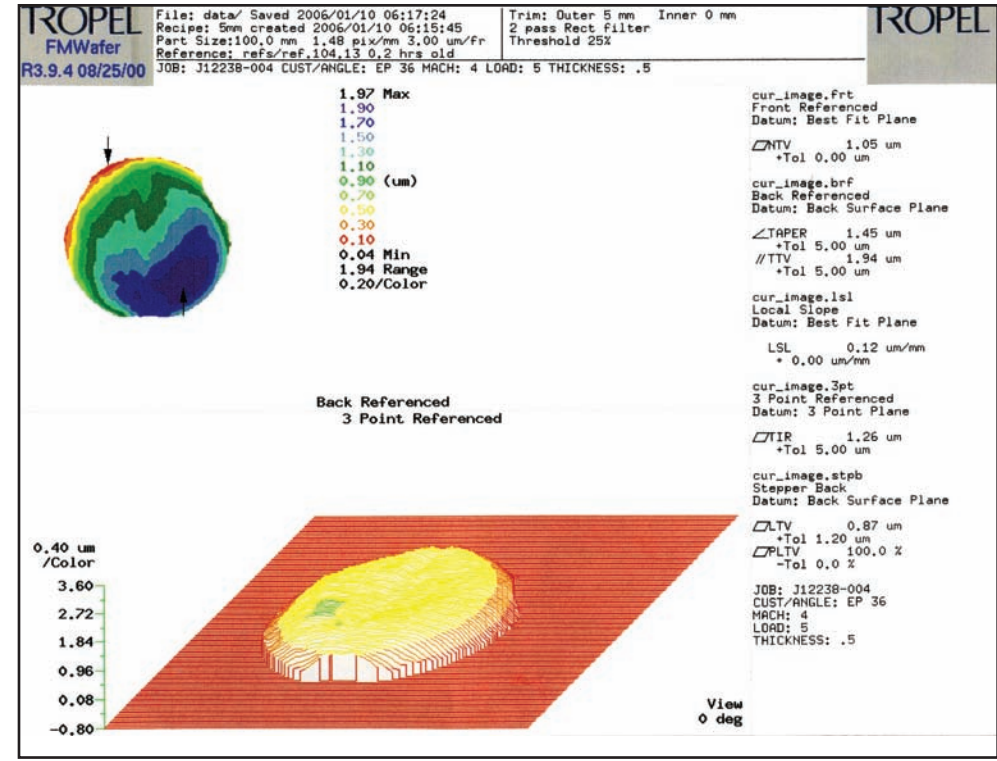 TROPEL
FMWafer
R3.9.4 08/25/00
File: data/ Saved 2006/01/10 06:17:24
Recipe: 5mm created 2006/01/10 06:15:45
Part Size:100.0 mm 1.48 pix/mm 3.00 um/Fr
Reference: refs/ref.104.13 0.2 hrs old
Trim: Outer 5 mm Inner 0 mm
2 pass Rect Filter
Threshold 25%
TROPEL
JOB: J12238-004 CUST/ANGLE: EP 36 MACH: 4 LOAD: 5 THICKNESS: .5
1.97 Max
1.90
1.70
1.50
1.30
1.10
0.90 (um)
0.70
0.50
0.30
0.10
0.04 Min
1.94 Range
0.20/Color
Back Referenced
3 Point Referenced
0.40 um
/Color
3.60
2.72
1.84
0.96
0.08
-0.80
View
0 deg
cur_image.frt
Front Referenced
Datum: Best Fit Plane
NTV 1.05 um
+Tol 0.00 um
cur_image.brf
Back Referenced
Datum: Back Surface Plane
TAPER 1.45 um
+Tol 5.00 um
//TTV 1.94 um
+Tol 5.00 um
cur_image.lsl
Local Slope
Datum: Best Fit Plane
LSL 0.12 um/mm
+ 0.00 um/mm
cur_image.3pt
3 Point Referenced
Datum: 3 Point Plane
TIR 1.26 um
+Tol 5.00 um
cur_image.stpb
Stepper Back
Datum: Back Surface Plane
LTV 0.87 um
+Tol 1.20 um
PLTV 100.0 %
-Tol 0.0 %
JOB: J12238-004
CUST/ANGLE: EP 36
MACH: 4
LOAD: 5
THICKNESS: .5